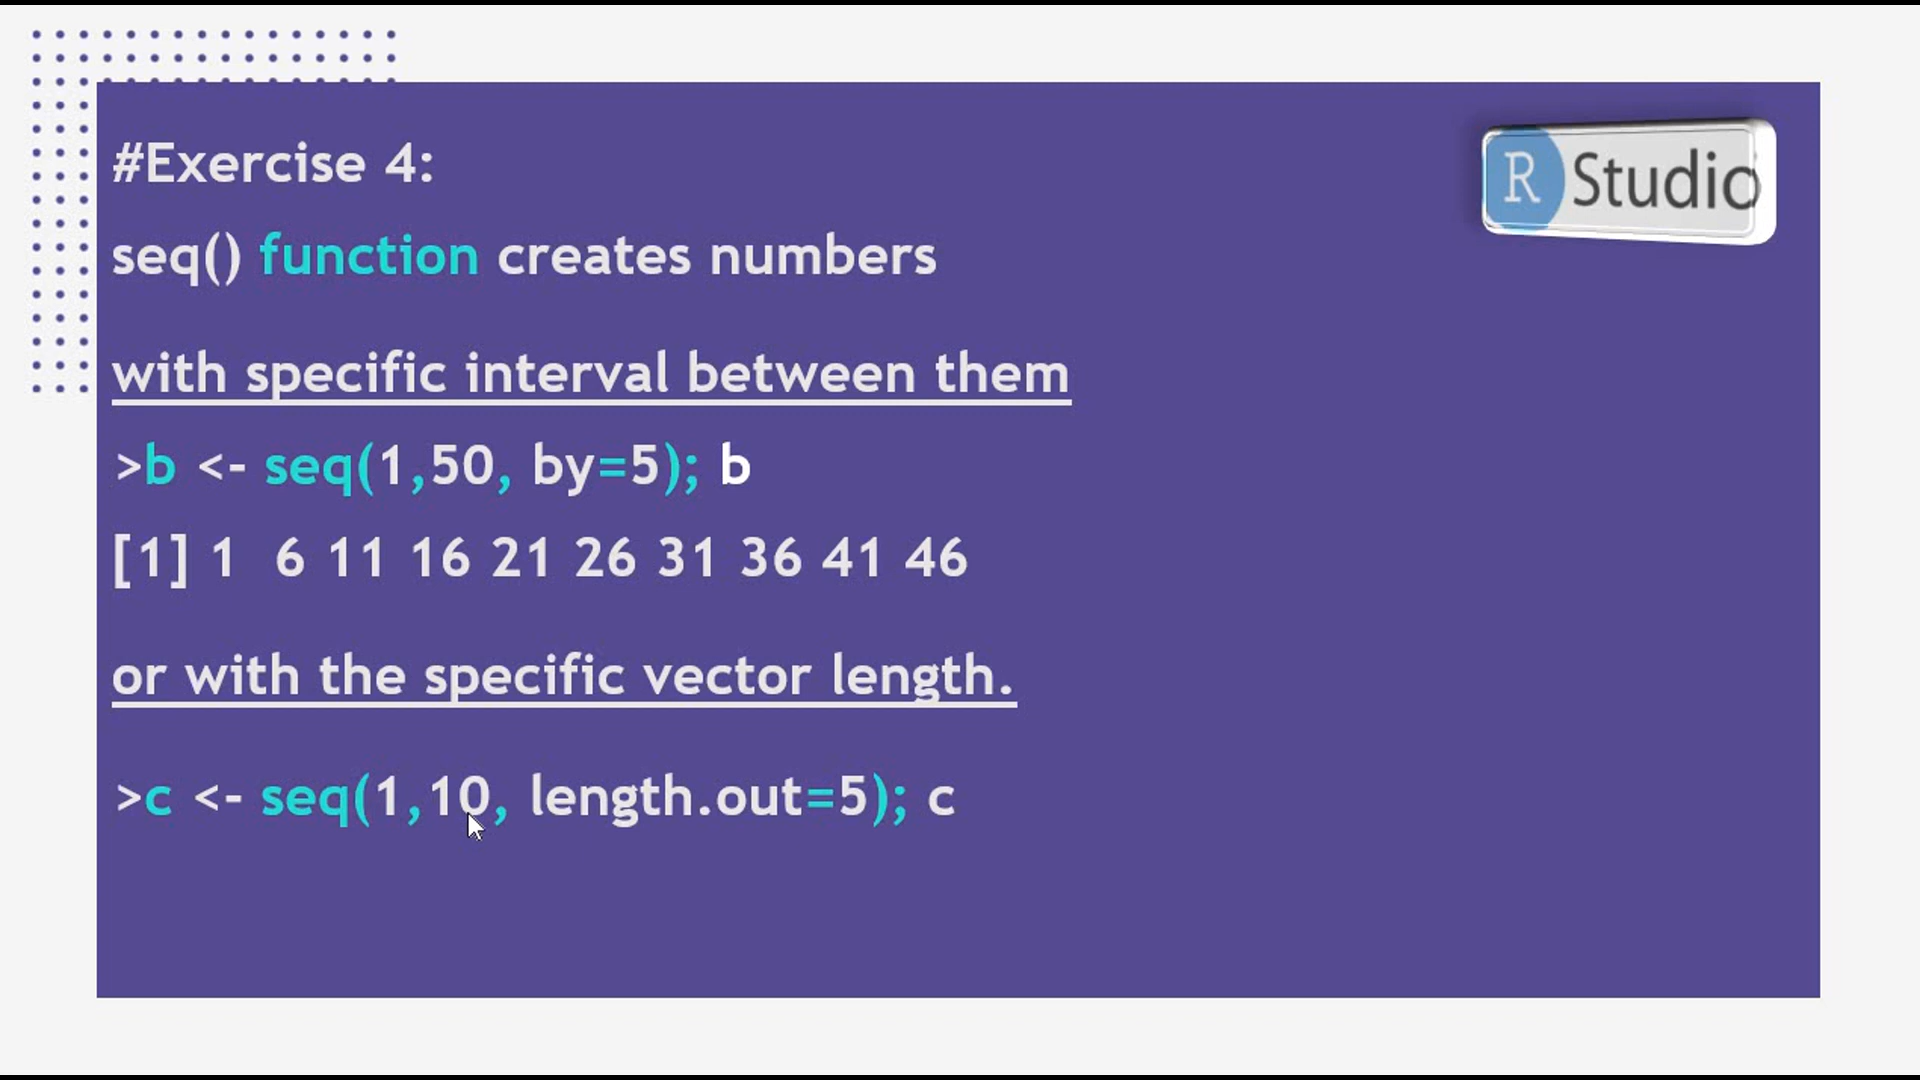 #Exercise 4:
R Studio
seq() function creates numbers
with specific interval between them
>b <- seq(1,50, by=5); b
[1] 1  6 11 16 21 26 31 36 41 46
or with the specific vector length.
>c <- seq(1,10, length.out=5); c